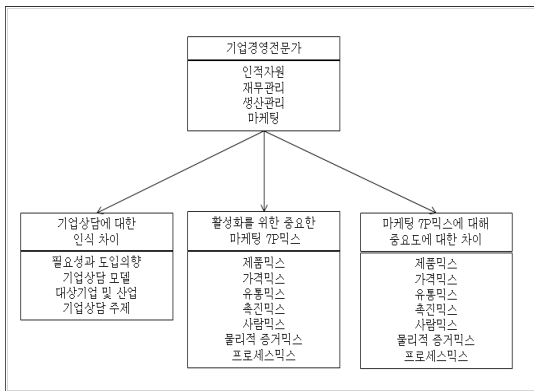 기업경영전문가
인적자원
재무관리
생산관리
마케팅
기업상담에 대한
인식 차이
필요성과 도입의향
기업상담 모델
대상기업 및 산업
기업상담 주제
활성화를 위한 중요한
마케팅 7P믹스
제품믹스
가격믹스
유통믹스
촉진믹스
사람믹스
물리적 증거믹스
프로세스믹스
마케팅 7P믹스에 대해
중요도에 대한 차이
제품믹스
가격믹스
유통믹스
촉진믹스
사람믹스
물리적 증거믹스
프로세스믹스